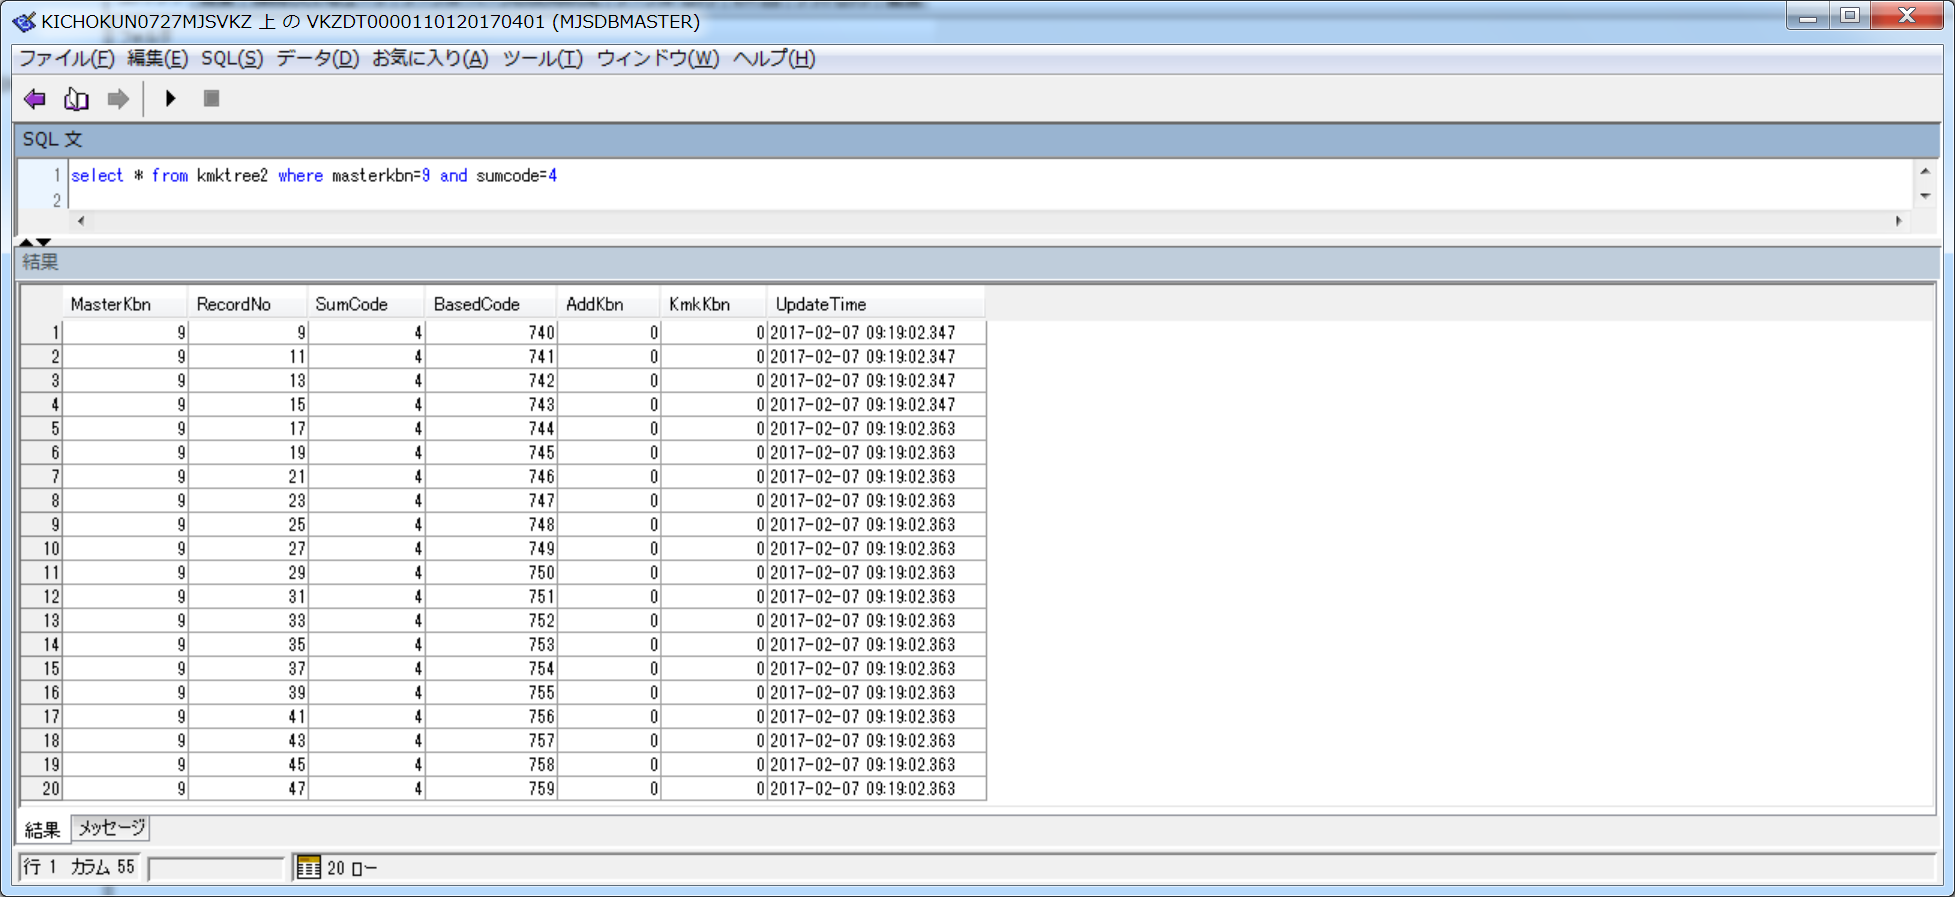 KICHOKUN0727MJSVKZ 上 の VKZDT0000110120170401 (MJSDBMASTER)
ファイル(F) 編集(E) SQL(S) データ(D) お気に入り(A) ツール(T) ウィンドウ(W) ヘルプ(H)
SQL 文
1 select * from kmktree2 where masterkbn=9 and sumcode=4
2
結果
MasterKbn RecordNo SumCode BasedCode AddKbn KmkKbn UpdateTime
1 9 9 4 740 0 0 2017-02-07 09:19:02.347
2 9 11 4 741 0 0 2017-02-07 09:19:02.347
3 9 13 4 742 0 0 2017-02-07 09:19:02.347
4 9 15 4 743 0 0 2017-02-07 09:19:02.347
5 9 17 4 744 0 0 2017-02-07 09:19:02.363
6 9 19 4 745 0 0 2017-02-07 09:19:02.363
7 9 21 4 746 0 0 2017-02-07 09:19:02.363
8 9 23 4 747 0 0 2017-02-07 09:19:02.363
9 9 25 4 748 0 0 2017-02-07 09:19:02.363
10 9 27 4 749 0 0 2017-02-07 09:19:02.363
11 9 29 4 750 0 0 2017-02-07 09:19:02.363
12 9 31 4 751 0 0 2017-02-07 09:19:02.363
13 9 33 4 752 0 0 2017-02-07 09:19:02.363
14 9 35 4 753 0 0 2017-02-07 09:19:02.363
15 9 37 4 754 0 0 2017-02-07 09:19:02.363
16 9 39 4 755 0 0 2017-02-07 09:19:02.363
17 9 41 4 756 0 0 2017-02-07 09:19:02.363
18 9 43 4 757 0 0 2017-02-07 09:19:02.363
19 9 45 4 758 0 0 2017-02-07 09:19:02.363
20 9 47 4 759 0 0 2017-02-07 09:19:02.363
結果 メッセージ
行 1 カラム 55 20 ロー